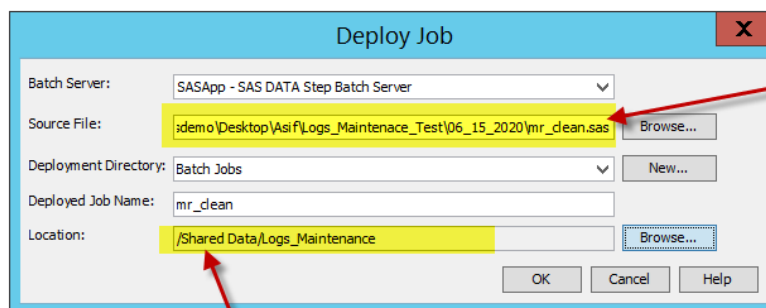 Deploy Job
X
Batch Server: SASApp - SAS DATA Step Batch Server
Source File: :demo\Desktop\Asif\Logs_Maintenace_Test\06_15_2020\mr_clean.sas Browse...
Deployment Directory: Batch Jobs New...
Deployed Job Name: mr_clean
Location: /Shared Data/Logs_Maintenance Browse...
OK Cancel Help